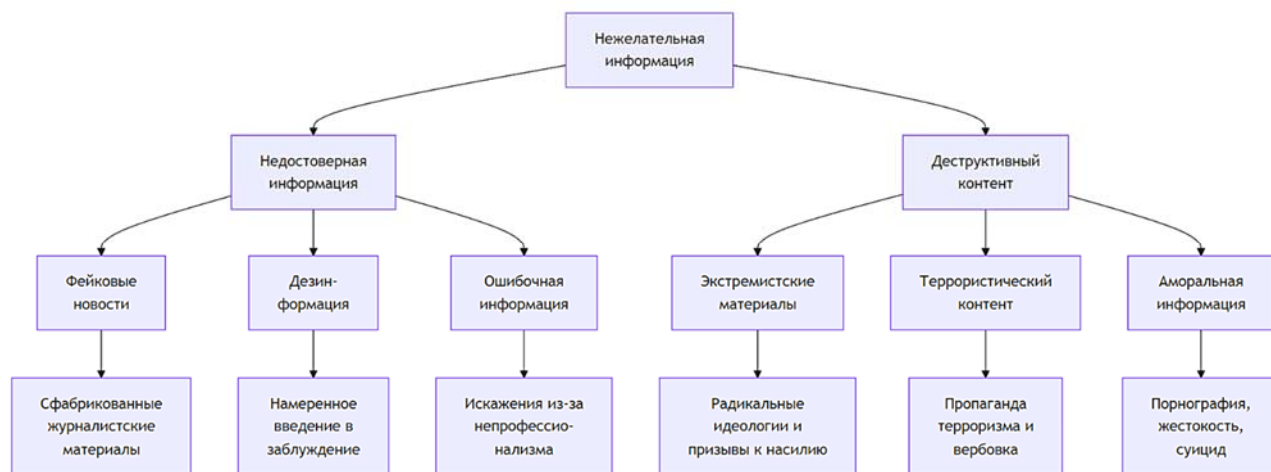 Нежелательная
информация
Недостоверная
информация
Деструктивный
контент
Фейковые
новости
Дезин-
формация
Ошибочная
информация
Экстремистские
материалы
Террористический
контент
Аморальная
информация
Сфабрикованные
журналистские
материалы
Намеренное
введение в
заблуждение
Искажения из-за
непрофессио-
нализма
Радикальные
идеологии и
призывы к насилию
Пропаганда
терроризма и
вербовка
Порнография,
жестокость,
суицид